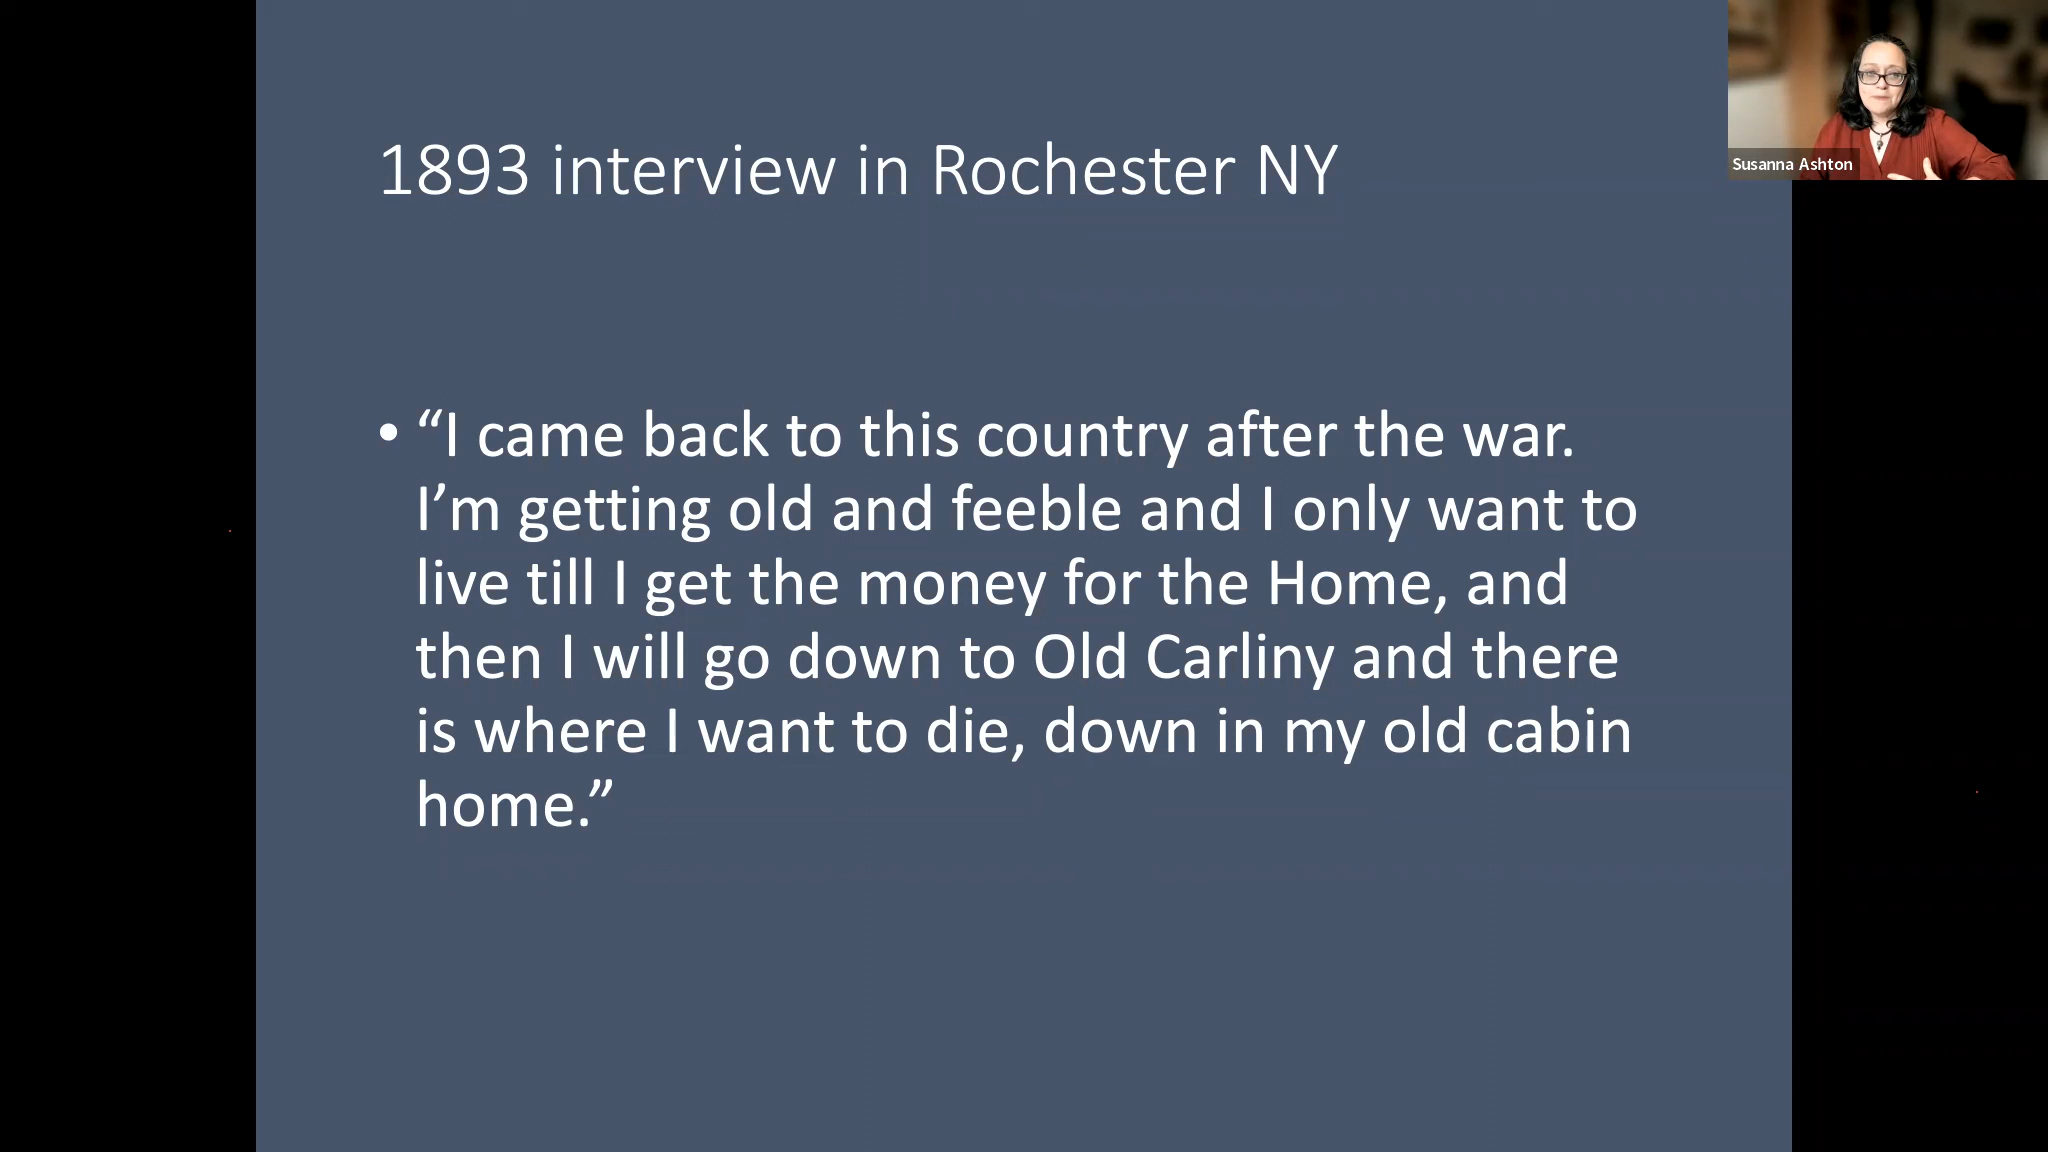 1893 interview in Rochester NY
Susanna Ashton
• “I came back to this country after the war.
I’m getting old and feeble and I only want to
live till I get the money for the Home, and
then I will go down to Old Carliny and there
is where I want to die, down in my old cabin
home.”